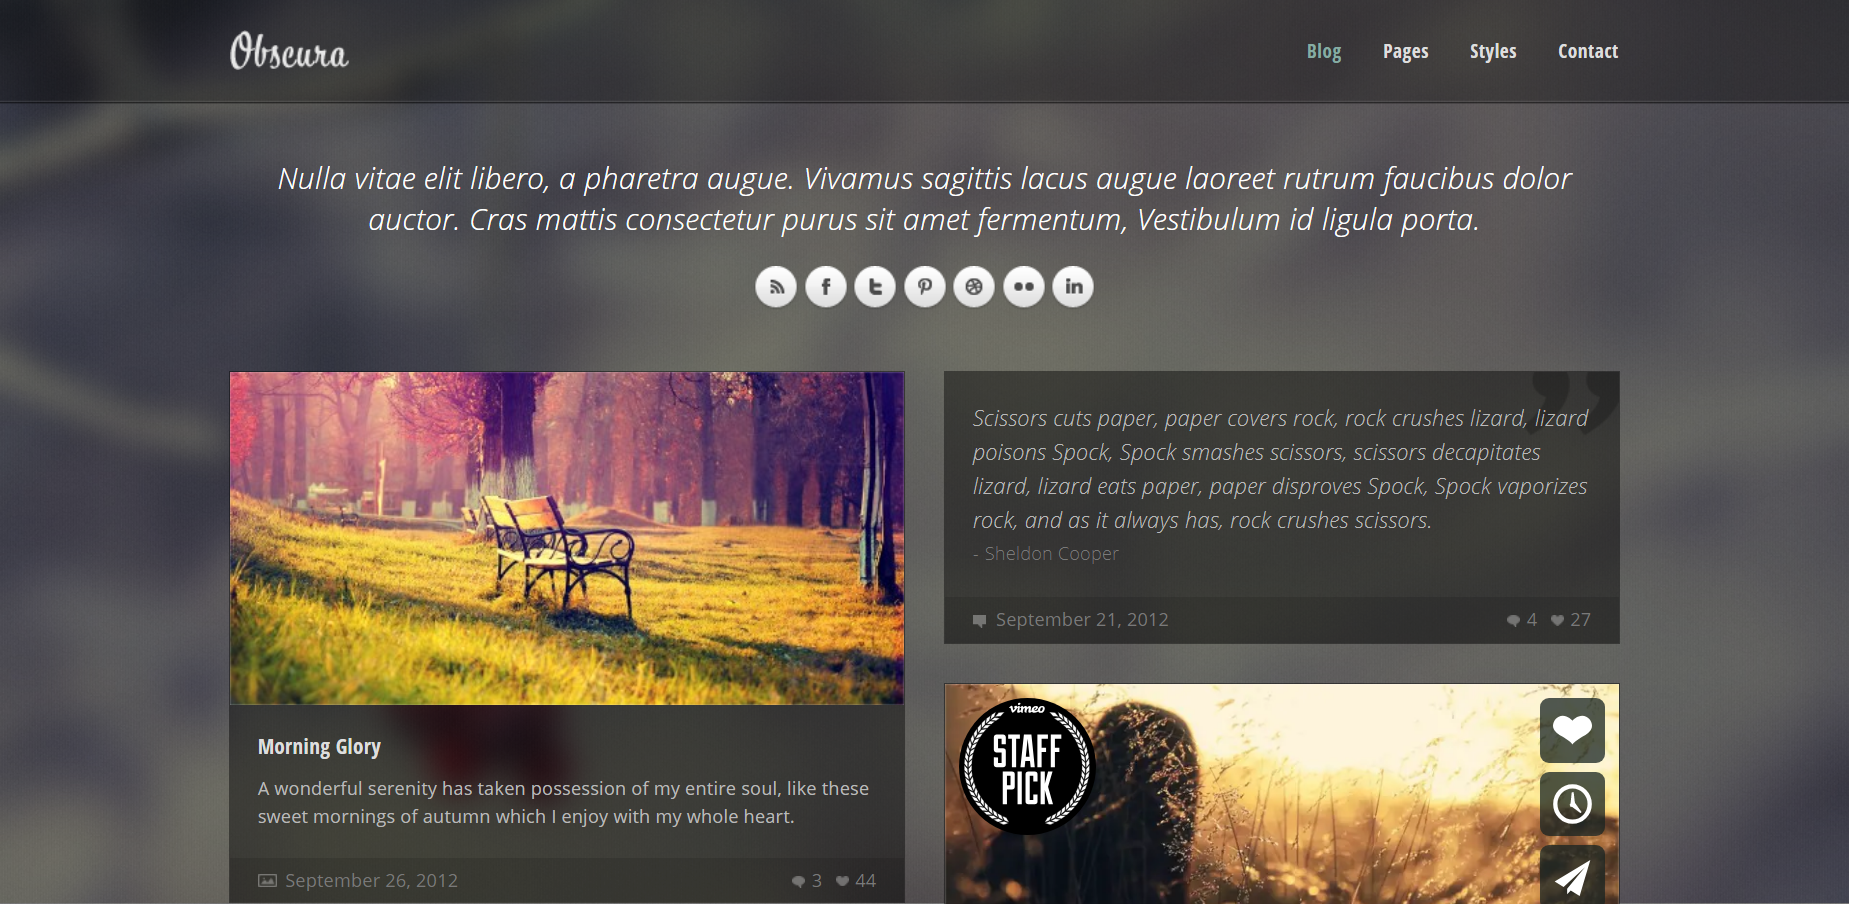 Obscura
Blog Pages Styles Contact
Nulla vitae elit libero, a pharetra augue. Vivamus sagittis lacus augue laoreet rutrum faucibus dolor
auctor. Cras mattis consectetur purus sit amet fermentum, Vestibulum id ligula porta.
Morning Glory
A wonderful serenity has taken possession of my entire soul, like these
sweet mornings of autumn which I enjoy with my whole heart.
September 26, 2012 3 44
Scissors cuts paper, paper covers rock, rock crushes lizard, lizard
poisons Spock, Spock smashes scissors, scissors decapitates
lizard, lizard eats paper, paper disproves Spock, Spock vaporizes
rock, and as it always has, rock crushes scissors.
- Sheldon Cooper
September 21, 2012 4 27
vimeo
STAFF
PICK